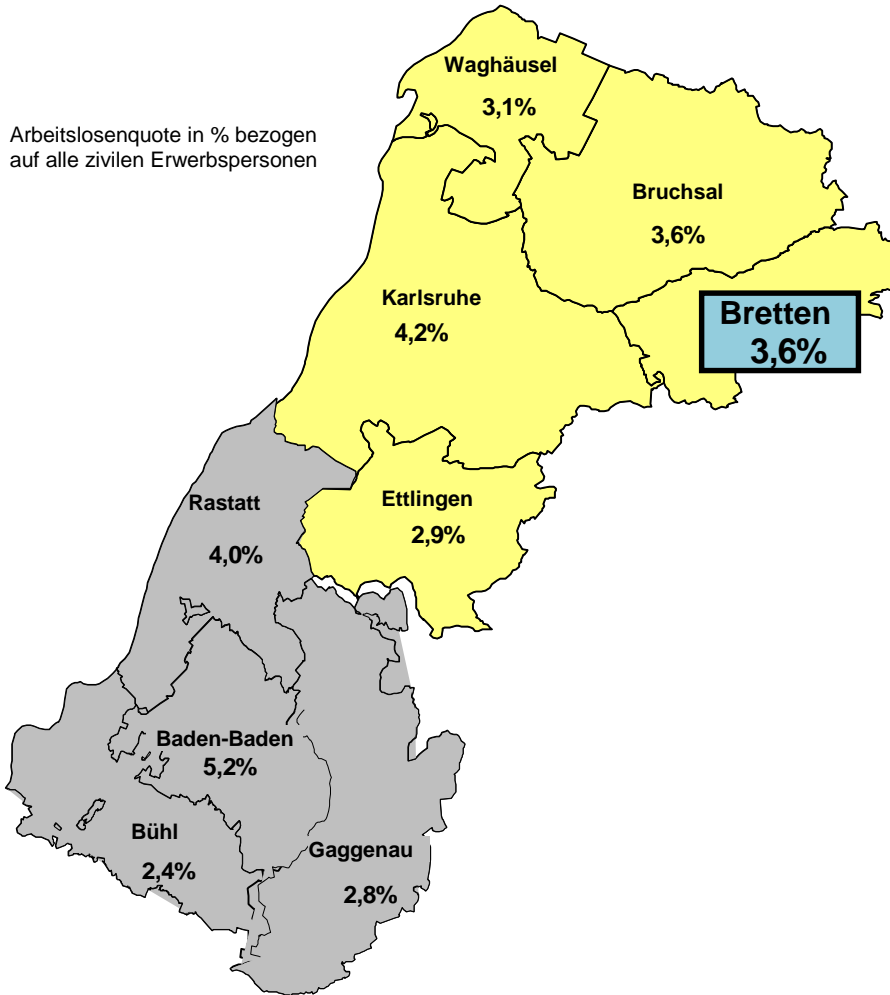 Waghäusel
3,1%
Arbeitslosenquote in % bezogen
auf alle zivilen Erwerbspersonen
Bruchsal
3,6%
Karlsruhe
4,2%
Bretten
3,6%
Rastatt
4,0%
Ettlingen
2,9%
Baden-Baden
5,2%
Bühl
2,4%
Gaggenau
2,8%